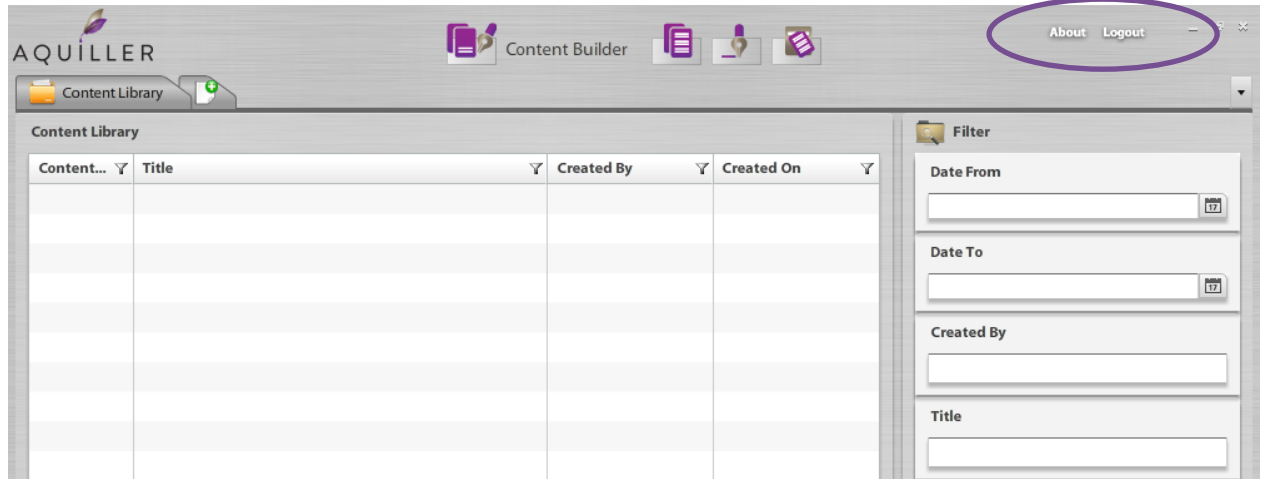 AQUILLER
Content Builder
About Logout
Content Library
Content Library
Content... Title Created By Created On
Filter
Date From
17
Date To
17
Created By
Title